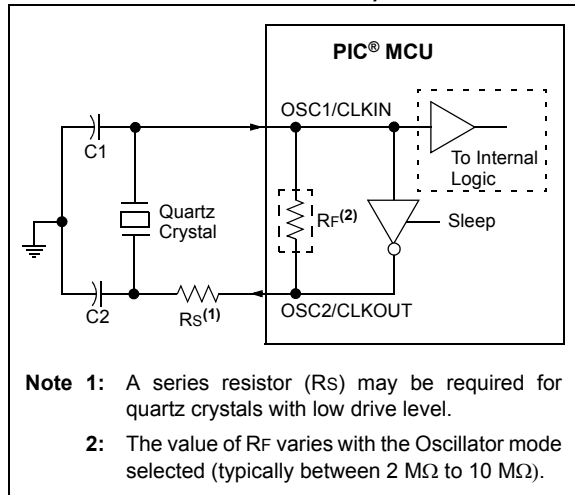 PIC® MCU
OSC1/CLKIN
C1
To Internal
Logic
Quartz
Crystal
RF(2)
Sleep
C2
RS(1)
OSC2/CLKOUT
Note 1: A series resistor (RS) may be required for
quartz crystals with low drive level.
2: The value of RF varies with the Oscillator mode
selected (typically between 2 MΩ to 10 MΩ).